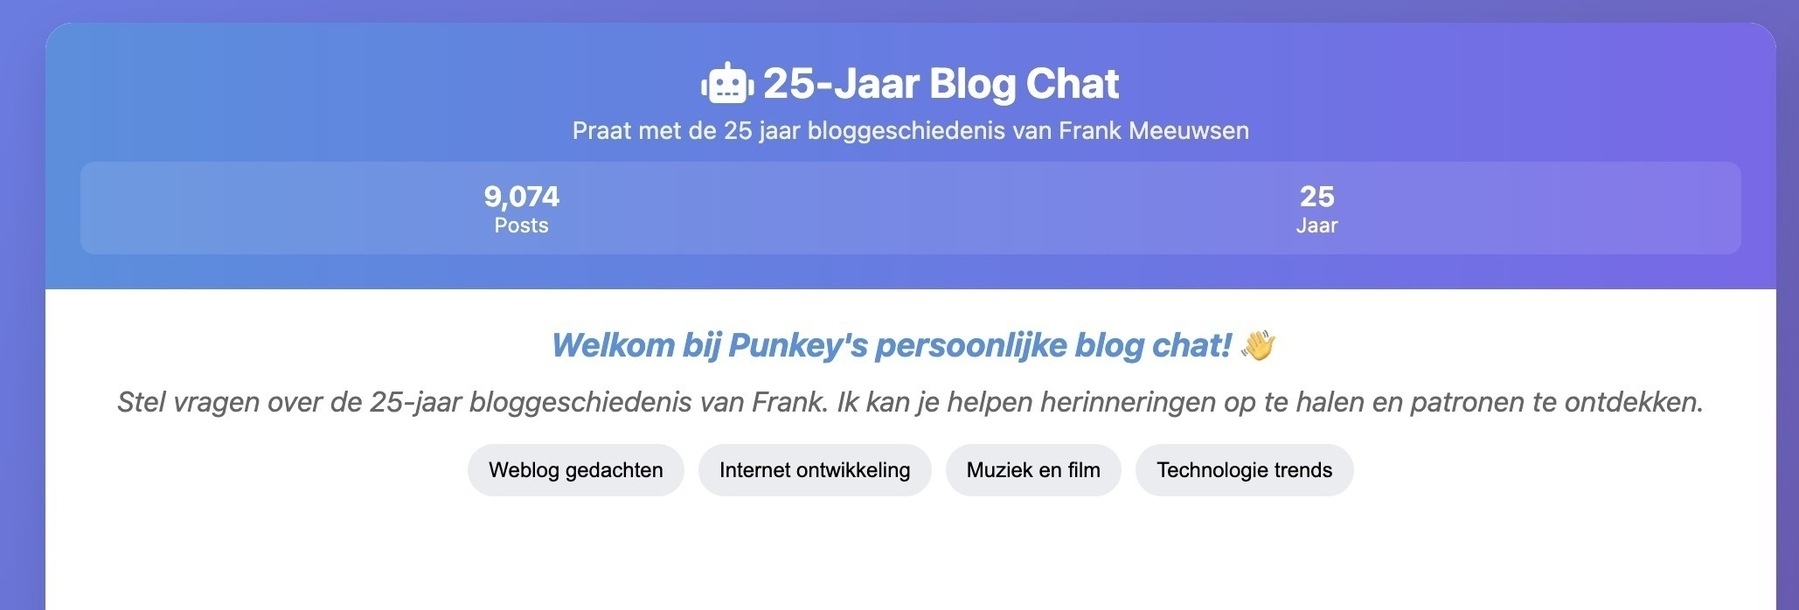 25-Jaar Blog Chat
Praat met de 25 jaar bloggeschiedenis van Frank Meeuwsen
9,074
Posts
25
Jaar
Welkom bij Punkey's persoonlijke blog chat! 👋
Stel vragen over de 25-jaar bloggeschiedenis van Frank. Ik kan je helpen herinneringen op te halen en patronen te ontdekken.
Weblog gedachten
Internet ontwikkeling
Muziek en film
Technologie trends